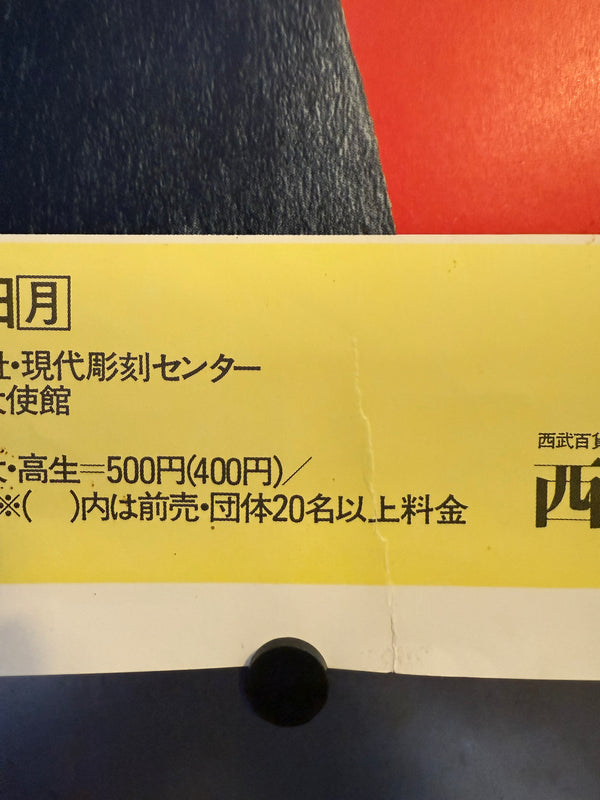 日月
社・現代彫刻センター
大使館
大・高生=500円(400円)/
※( )内は前売・団体20名以上料金
西武百貨
西